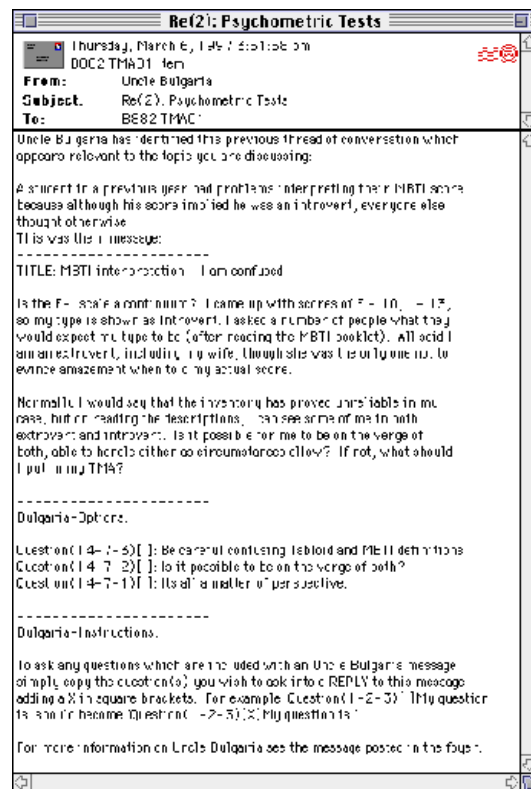 Re(2): Psychometric Tests
Thursday, March 6, 1997 pm
TMA01
From: Uncle Bulgaria
Subject: Re(2): Psychometric Tests
To: B882 TMA01
Uncle Bulgaria has identified this previous thread of conversation which
appears relevant to the topic you are discussing:
A student in a previous year had problems interpreting their MBTI score
because although his score implied he was an introvert, everyone else
thought otherwise
This was their message:
----------------------
TITLE: MBTI interpretation I am confused
Is the E- scale a continuum? I came up with scores of E - 10, - 13,
so my type is shown as Introvert. I asked a number of people what they
would expect my type to be (after reading the MBTI booklet). All said I
am an extrovert, including my wife, though she was the only one not to
evince amazement when told my actual score.
Normally I would say that the inventory has proved unreliable in my
case, but on reading the descriptions, I can see some of me in both
extrovert and introvert. Is it possible for me to be on the verge of
both, able to handle either as circumstances allow? If not, what should
I put in my TMA?
----------------------
Bulgaria-Options.
Question(14-7-3)[ ]: Be careful confusing Tabloid and MBTI definitions
Question(14-7-2)[ ]: Is it possible to be on the verge of both?
Question(14-7-1)[ ]: Its all a matter of perspective.
----------------------
Bulgaria-Instructions.
To ask any questions which are included with an Uncle Bulgaria message
simply copy the question(s) you wish to ask into a REPLY to this message
adding a X in square brackets. For example Question(1-2-3)[ ]My question
is should become Question(1-2-3)[X]My question is
For more information on Uncle Bulgaria see the message posted in the foyer.